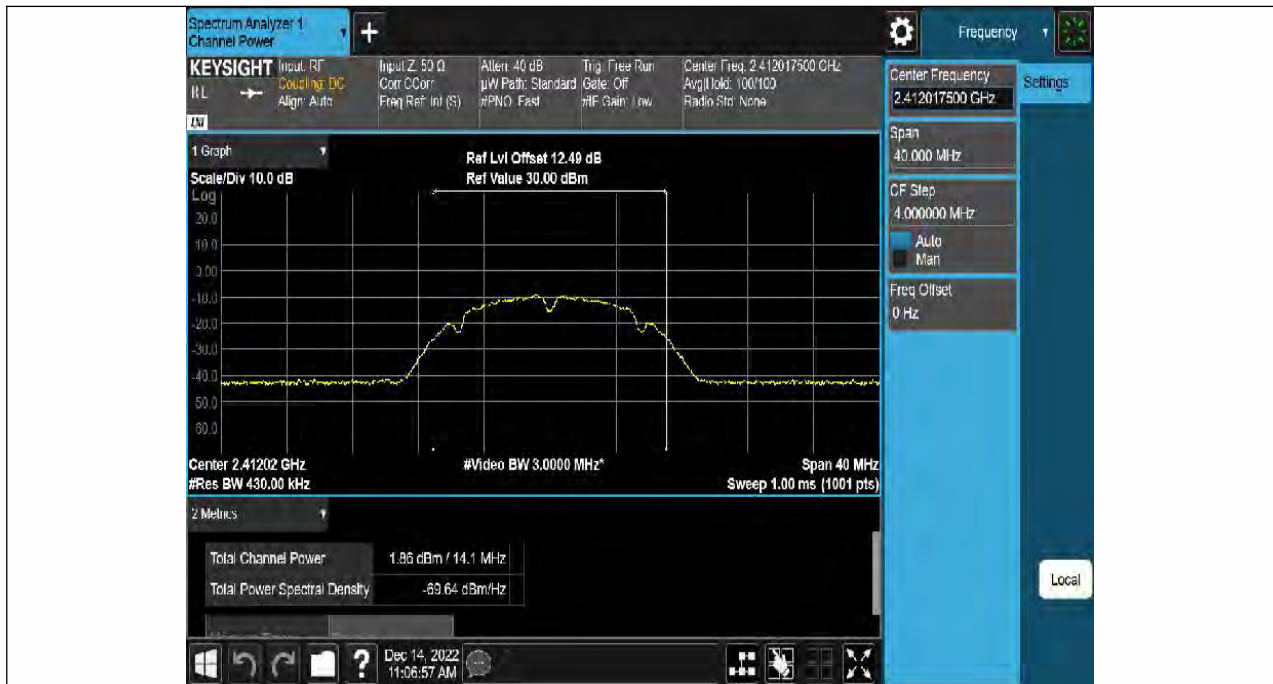 Spectrum Analyzer 1
Channel Power
+
Frequency
KEYSIGHT
Input: RF
Coupling: DC
Align: Auto
Input Z: 50 Ω
Corr CCorr
Freq Ref: Int (S)
Atten: 40 dB
µW Path: Standard
#PNO: Fast
Trig: Free Run
Gate: Off
#IF Gain: Low
Center Freq: 2.412017500 GHz
Avg|Hold: 100/100
Radio Std: None
RL
LXI
Center Frequency
2.412017500 GHz
Settings
Span
40.000 MHz
CF Step
4.000000 MHz
Auto
Man
Freq Offset
0 Hz
1 Graph
Ref Lvl Offset 12.49 dB
Scale/Div 10.0 dB
Ref Value 30.00 dBm
Log
20.0
10.0
0.00
-10.0
-20.0
-30.0
-40.0
-50.0
-60.0
Center 2.41202 GHz
#Video BW 3.0000 MHz*
Span 40 MHz
#Res BW 430.00 kHz
Sweep 1.00 ms (1001 pts)
2 Metrics
Total Channel Power
1.86 dBm / 14.1 MHz
Total Power Spectral Density
-69.64 dBm/Hz
Local
?
Dec 14, 2022
11:06:57 AM